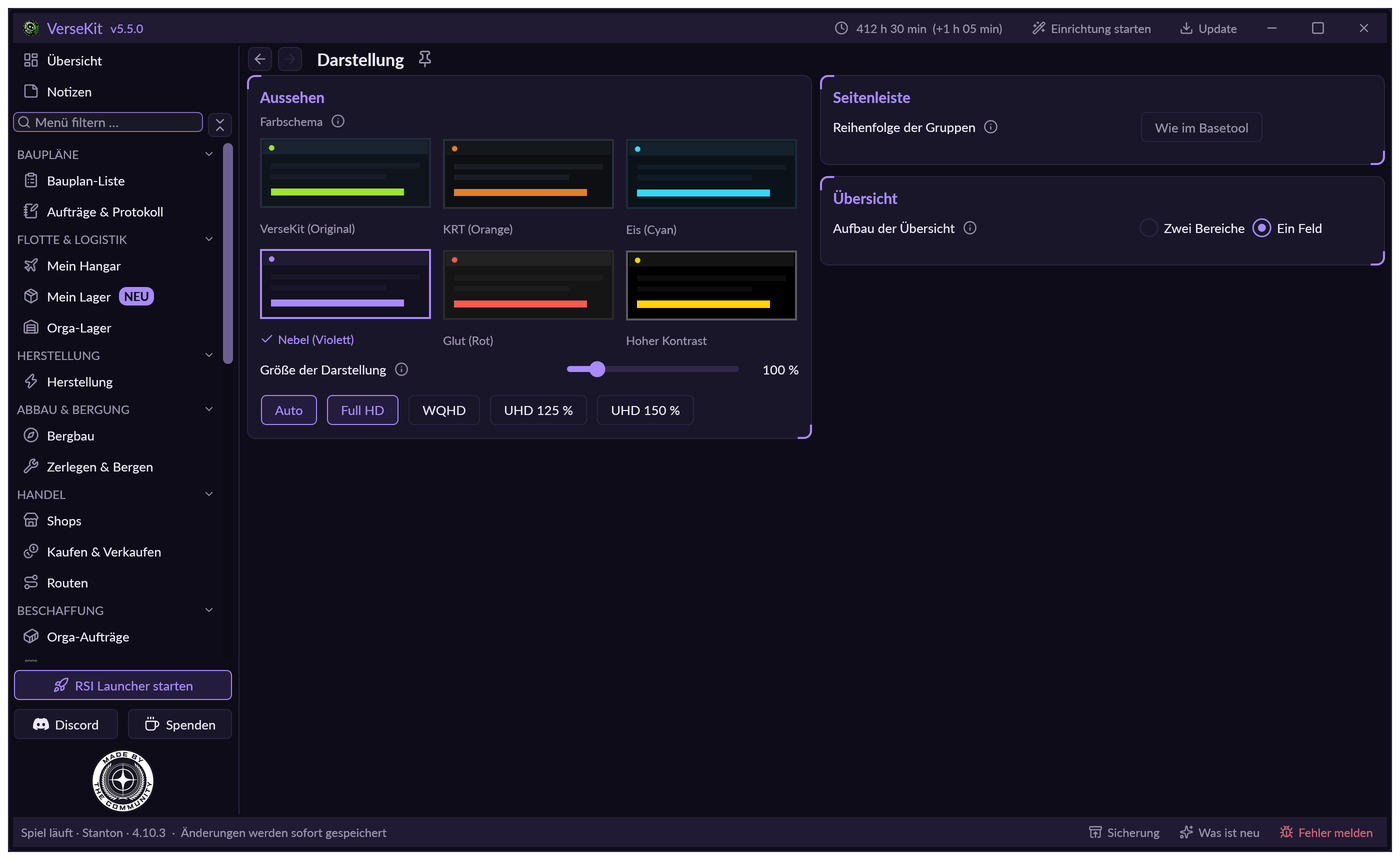 VerseKit v5.5.0
412 h 30 min (+1 h 05 min)
Einrichtung starten
Update
Übersicht
Notizen
Menü filtern ...
BAUPLÄNE
Bauplan-Liste
Aufträge & Protokoll
FLOTTE & LOGISTIK
Mein Hangar
Mein Lager NEU
Orga-Lager
HERSTELLUNG
Herstellung
ABBAU & BERGUNG
Bergbau
Zerlegen & Bergen
HANDEL
Shops
Kaufen & Verkaufen
Routen
BESCHAFFUNG
Orga-Aufträge
RSI Launcher starten
Discord
Spenden
MADE BY
THE COMMUNITY
Darstellung
Aussehen
Farbschema
VerseKit (Original)
KRT (Orange)
Eis (Cyan)
Nebel (Violett)
Glut (Rot)
Hoher Kontrast
Größe der Darstellung
100 %
Auto
Full HD
WQHD
UHD 125 %
UHD 150 %
Seitenleiste
Reihenfolge der Gruppen
Wie im Basetool
Übersicht
Aufbau der Übersicht
Zwei Bereiche
Ein Feld
Spiel läuft · Stanton · 4.10.3 · Änderungen werden sofort gespeichert
Sicherung
Was ist neu
Fehler melden